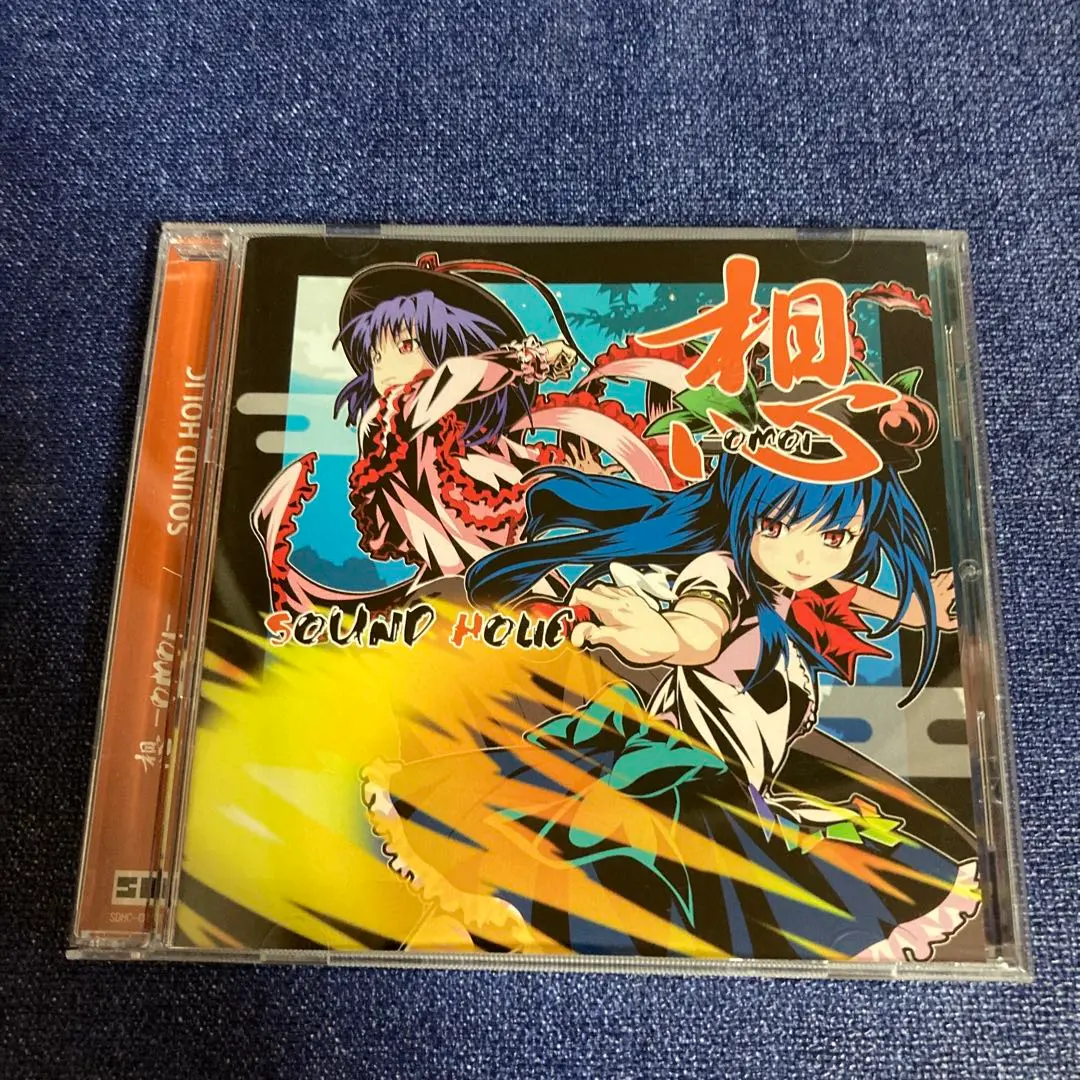 想
-OMOI-
SOUND HOLIC
SOUND HOLIC / 想 -OMOI-